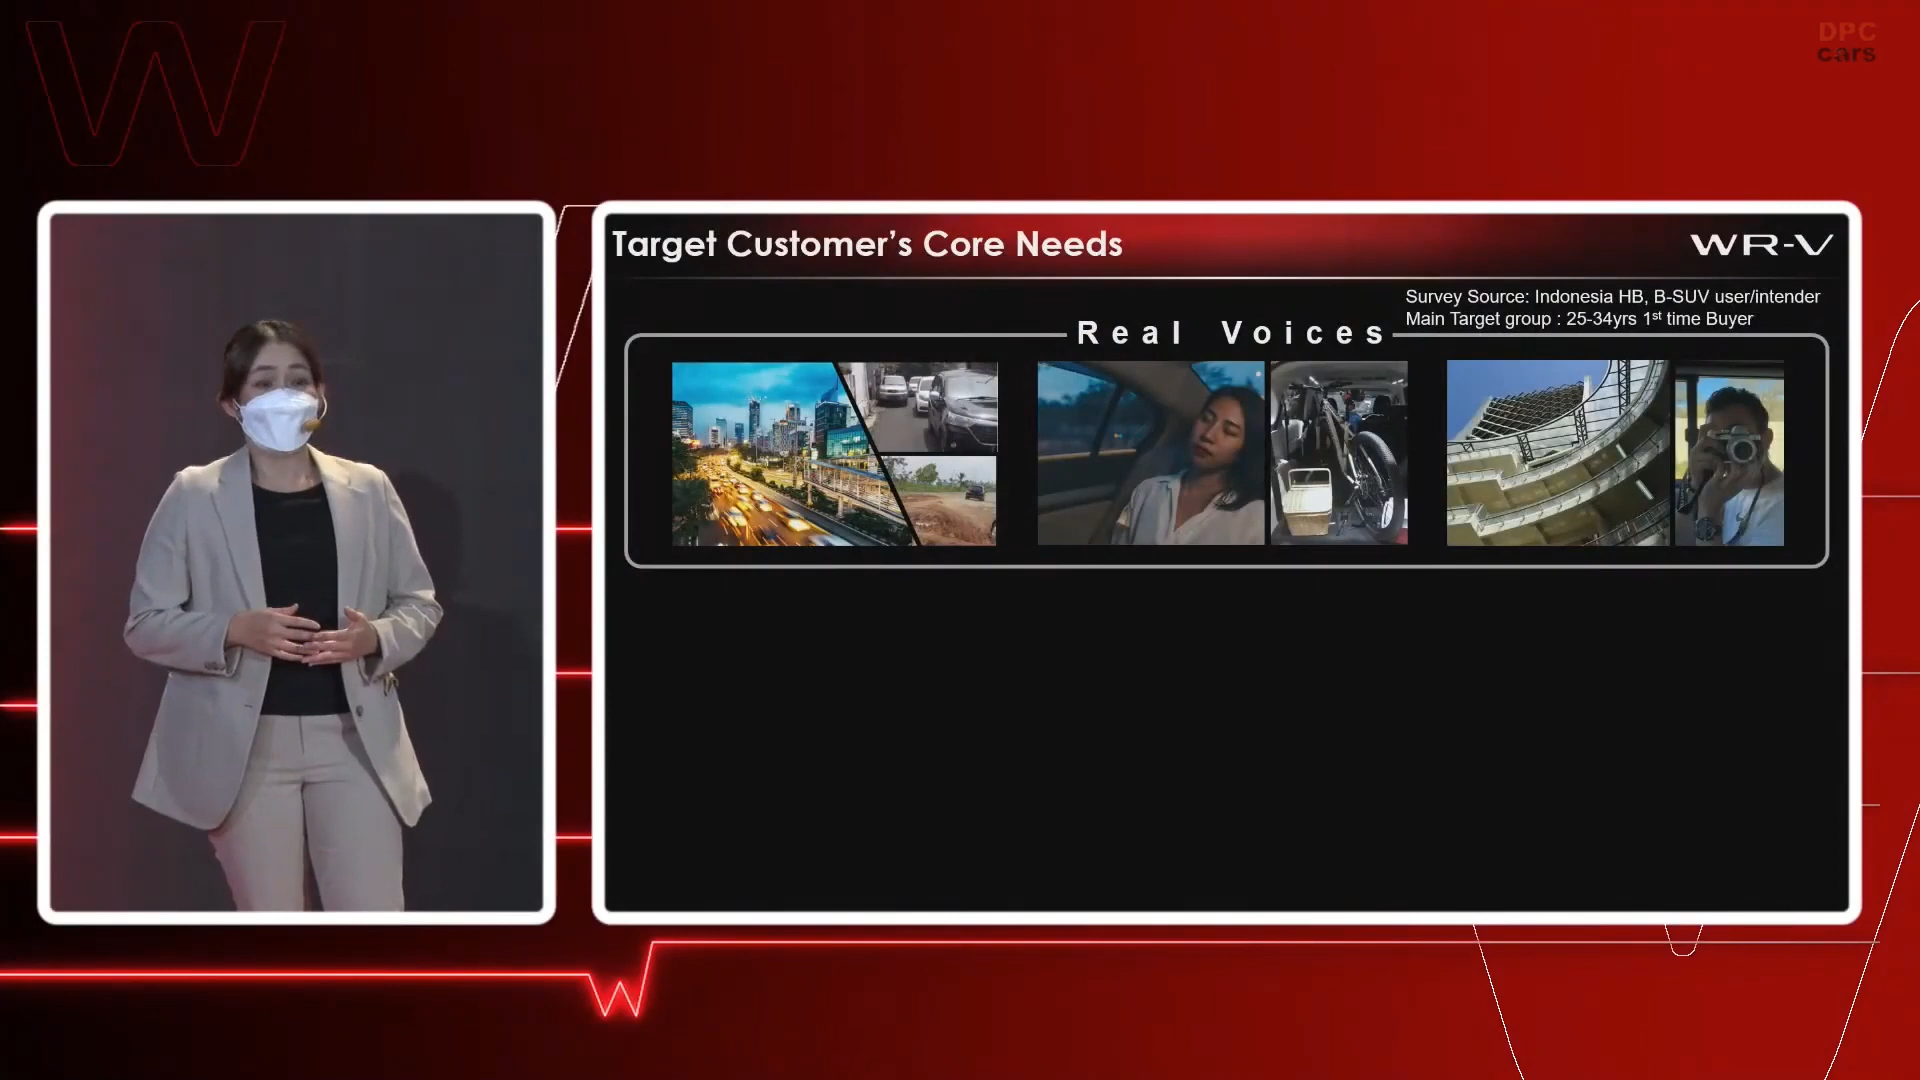 W
DPC
cars
Target Customer's Core Needs
WR-V
Survey Source: Indonesia HB, B-SUV user/intender
Main Target group : 25-34yrs 1st time Buyer
Real Voices